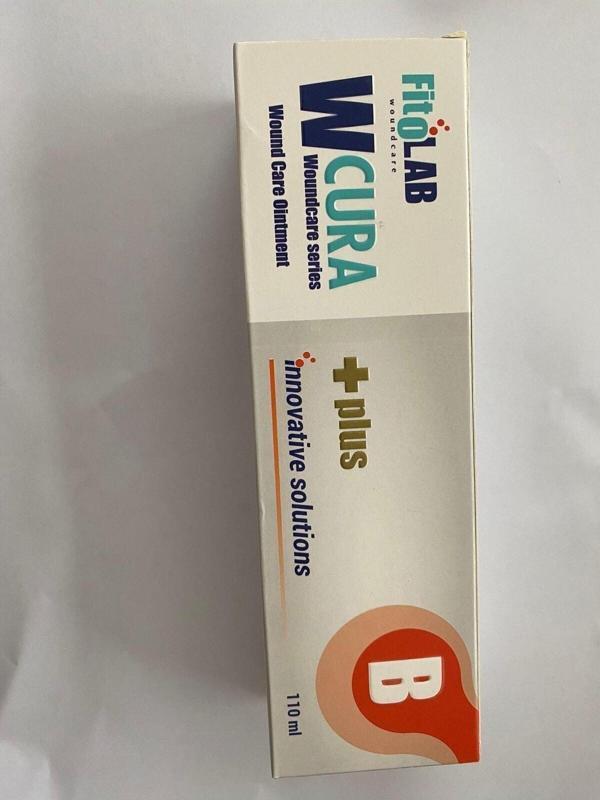 FitoLAB
woundcare
WCURA
Woundcare series
Wound Care Ointment
plus
innovative solutions
B
110 ml